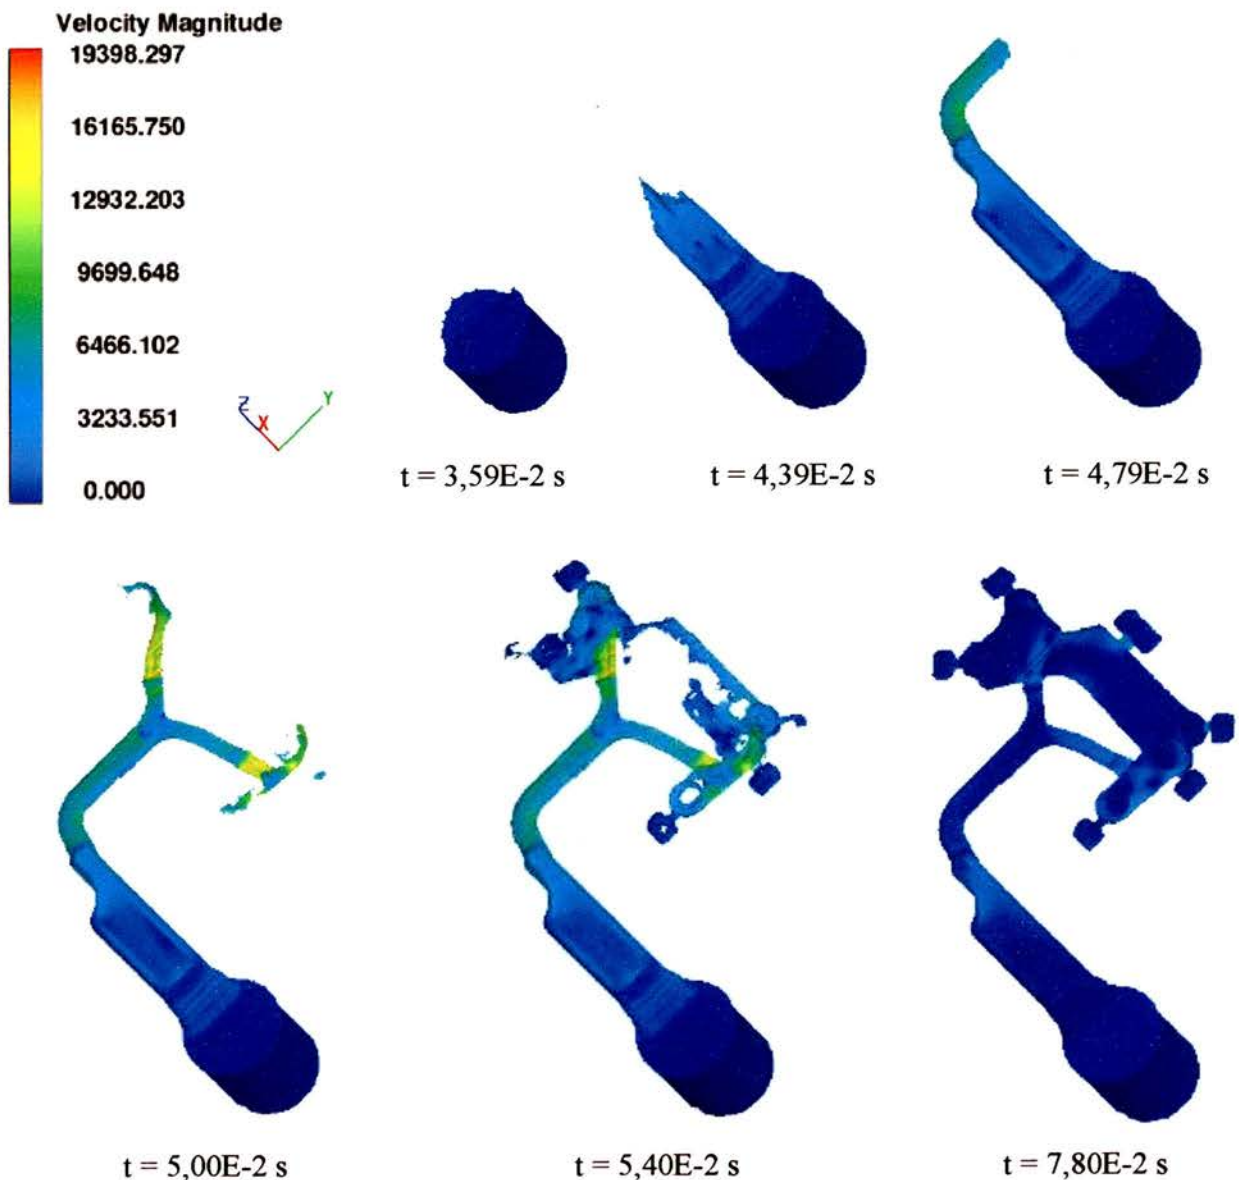 Velocity Magnitude
19398.297
16165.750
12932.203
9699.648
6466.102
3233.551
0.000
Z
X
Y
t = 3,59E-2 s
t = 4,39E-2 s
t = 4,79E-2 s
t = 5,00E-2 s
t = 5,40E-2 s
t = 7,80E-2 s